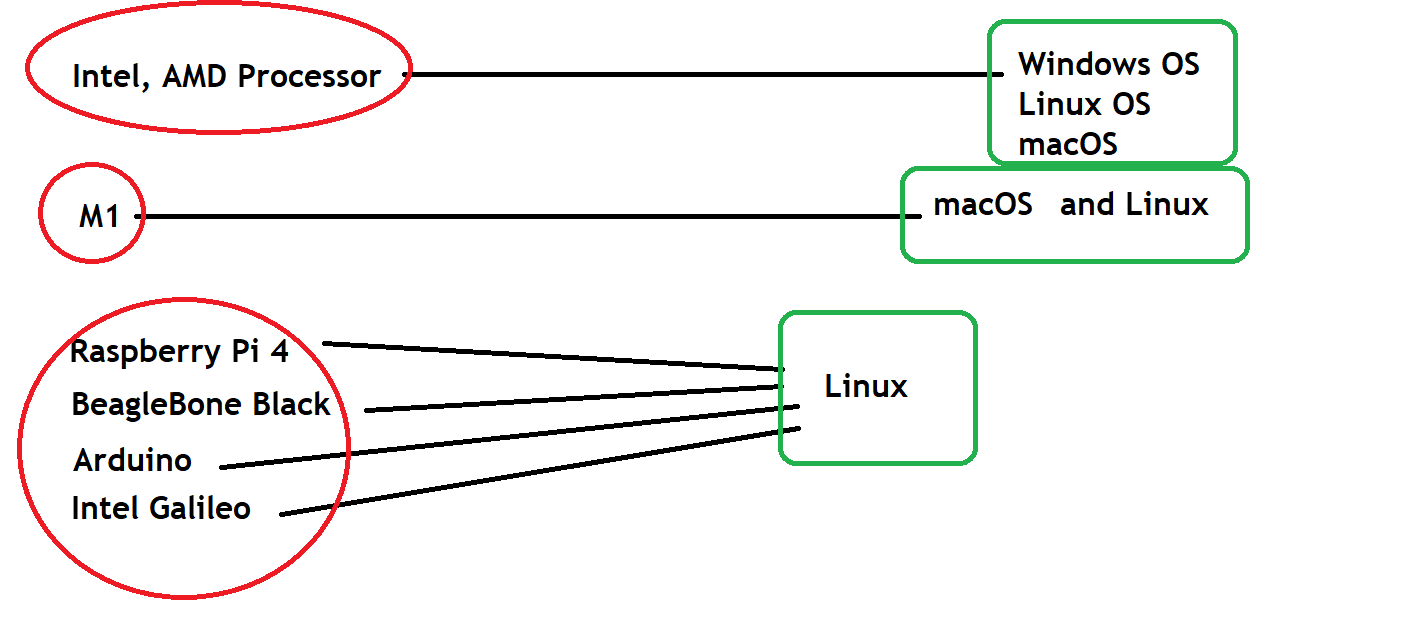 Intel, AMD Processor
Windows OS
Linux OS
macOS
M1
macOS and Linux
Raspberry Pi 4
BeagleBone Black
Arduino
Intel Galileo
Linux